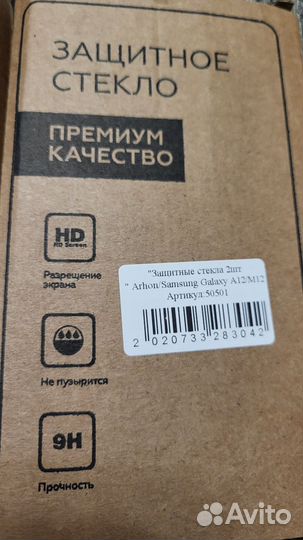 ЗАЩИТНОЕ
СТЕКЛО
ПРЕМИУМ
КАЧЕСТВО
HD
HD Screen
Разрешение
экрана
"Защитные стекла 2шт
" Arhon/Samsung Galaxy A12/M12
Артикул:50501
2 020733 283042
Не пузырится
9H
Прочность
Avito